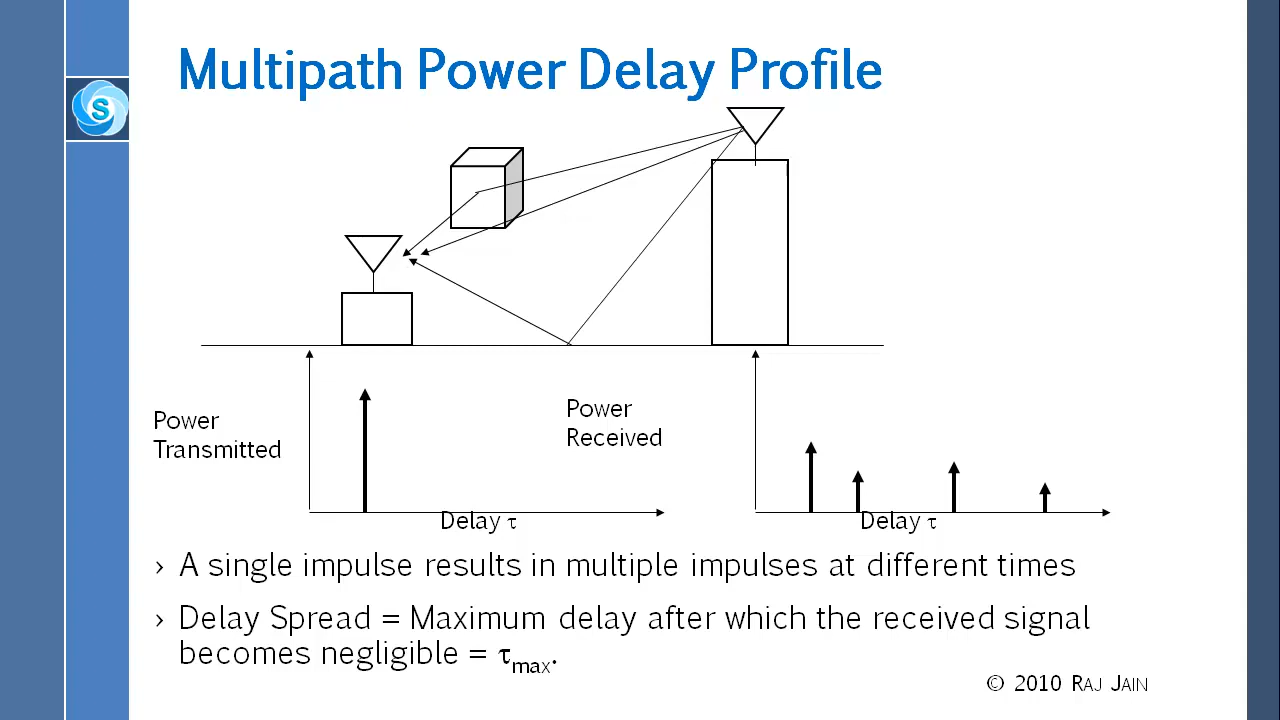 Multipath Power Delay Profile
S
Power
Transmitted
Power
Received
Delay τ
Delay τ
› A single impulse results in multiple impulses at different times
› Delay Spread = Maximum delay after which the received signal
becomes negligible = τmax.
© 2010 RAJ JAIN